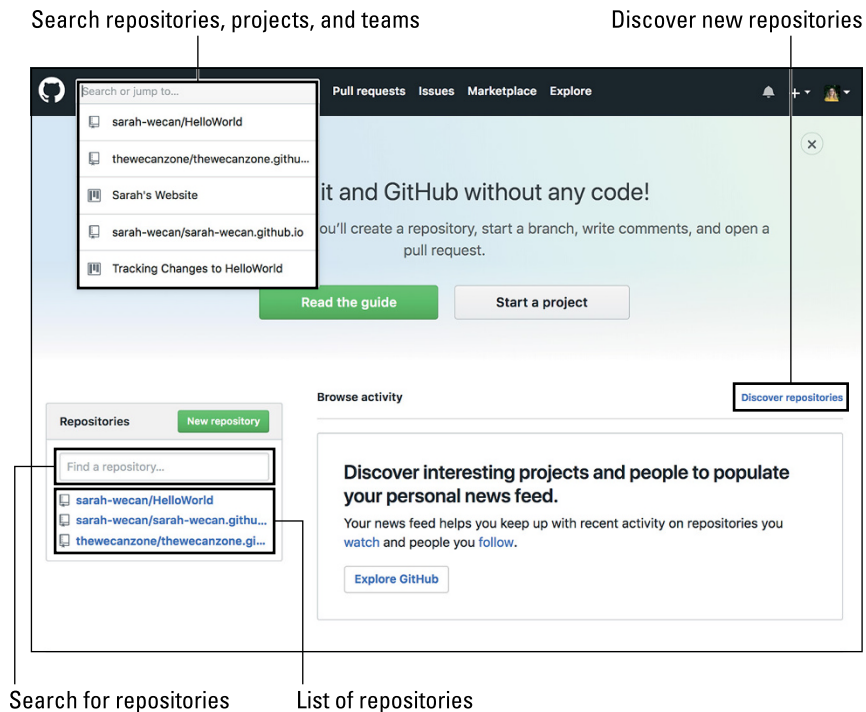 Search repositories, projects, and teams
Discover new repositories
Search or jump to...
Pull requests Issues Marketplace Explore
sarah-wecan/HelloWorld
thewecanzone/thewecanzone.githu...
Sarah's Website
sarah-wecan/sarah-wecan.github.io
Tracking Changes to HelloWorld
it and GitHub without any code!
ou'll create a repository, start a branch, write comments, and open a
pull request.
Read the guide
Start a project
Repositories
New repository
Find a repository...
sarah-wecan/HelloWorld
sarah-wecan/sarah-wecan.githu...
thewecanzone/thewecanzone.gi...
Browse activity
Discover repositories
Discover interesting projects and people to populate
your personal news feed.
Your news feed helps you keep up with recent activity on repositories you
watch and people you follow.
Explore GitHub
Search for repositories
List of repositories